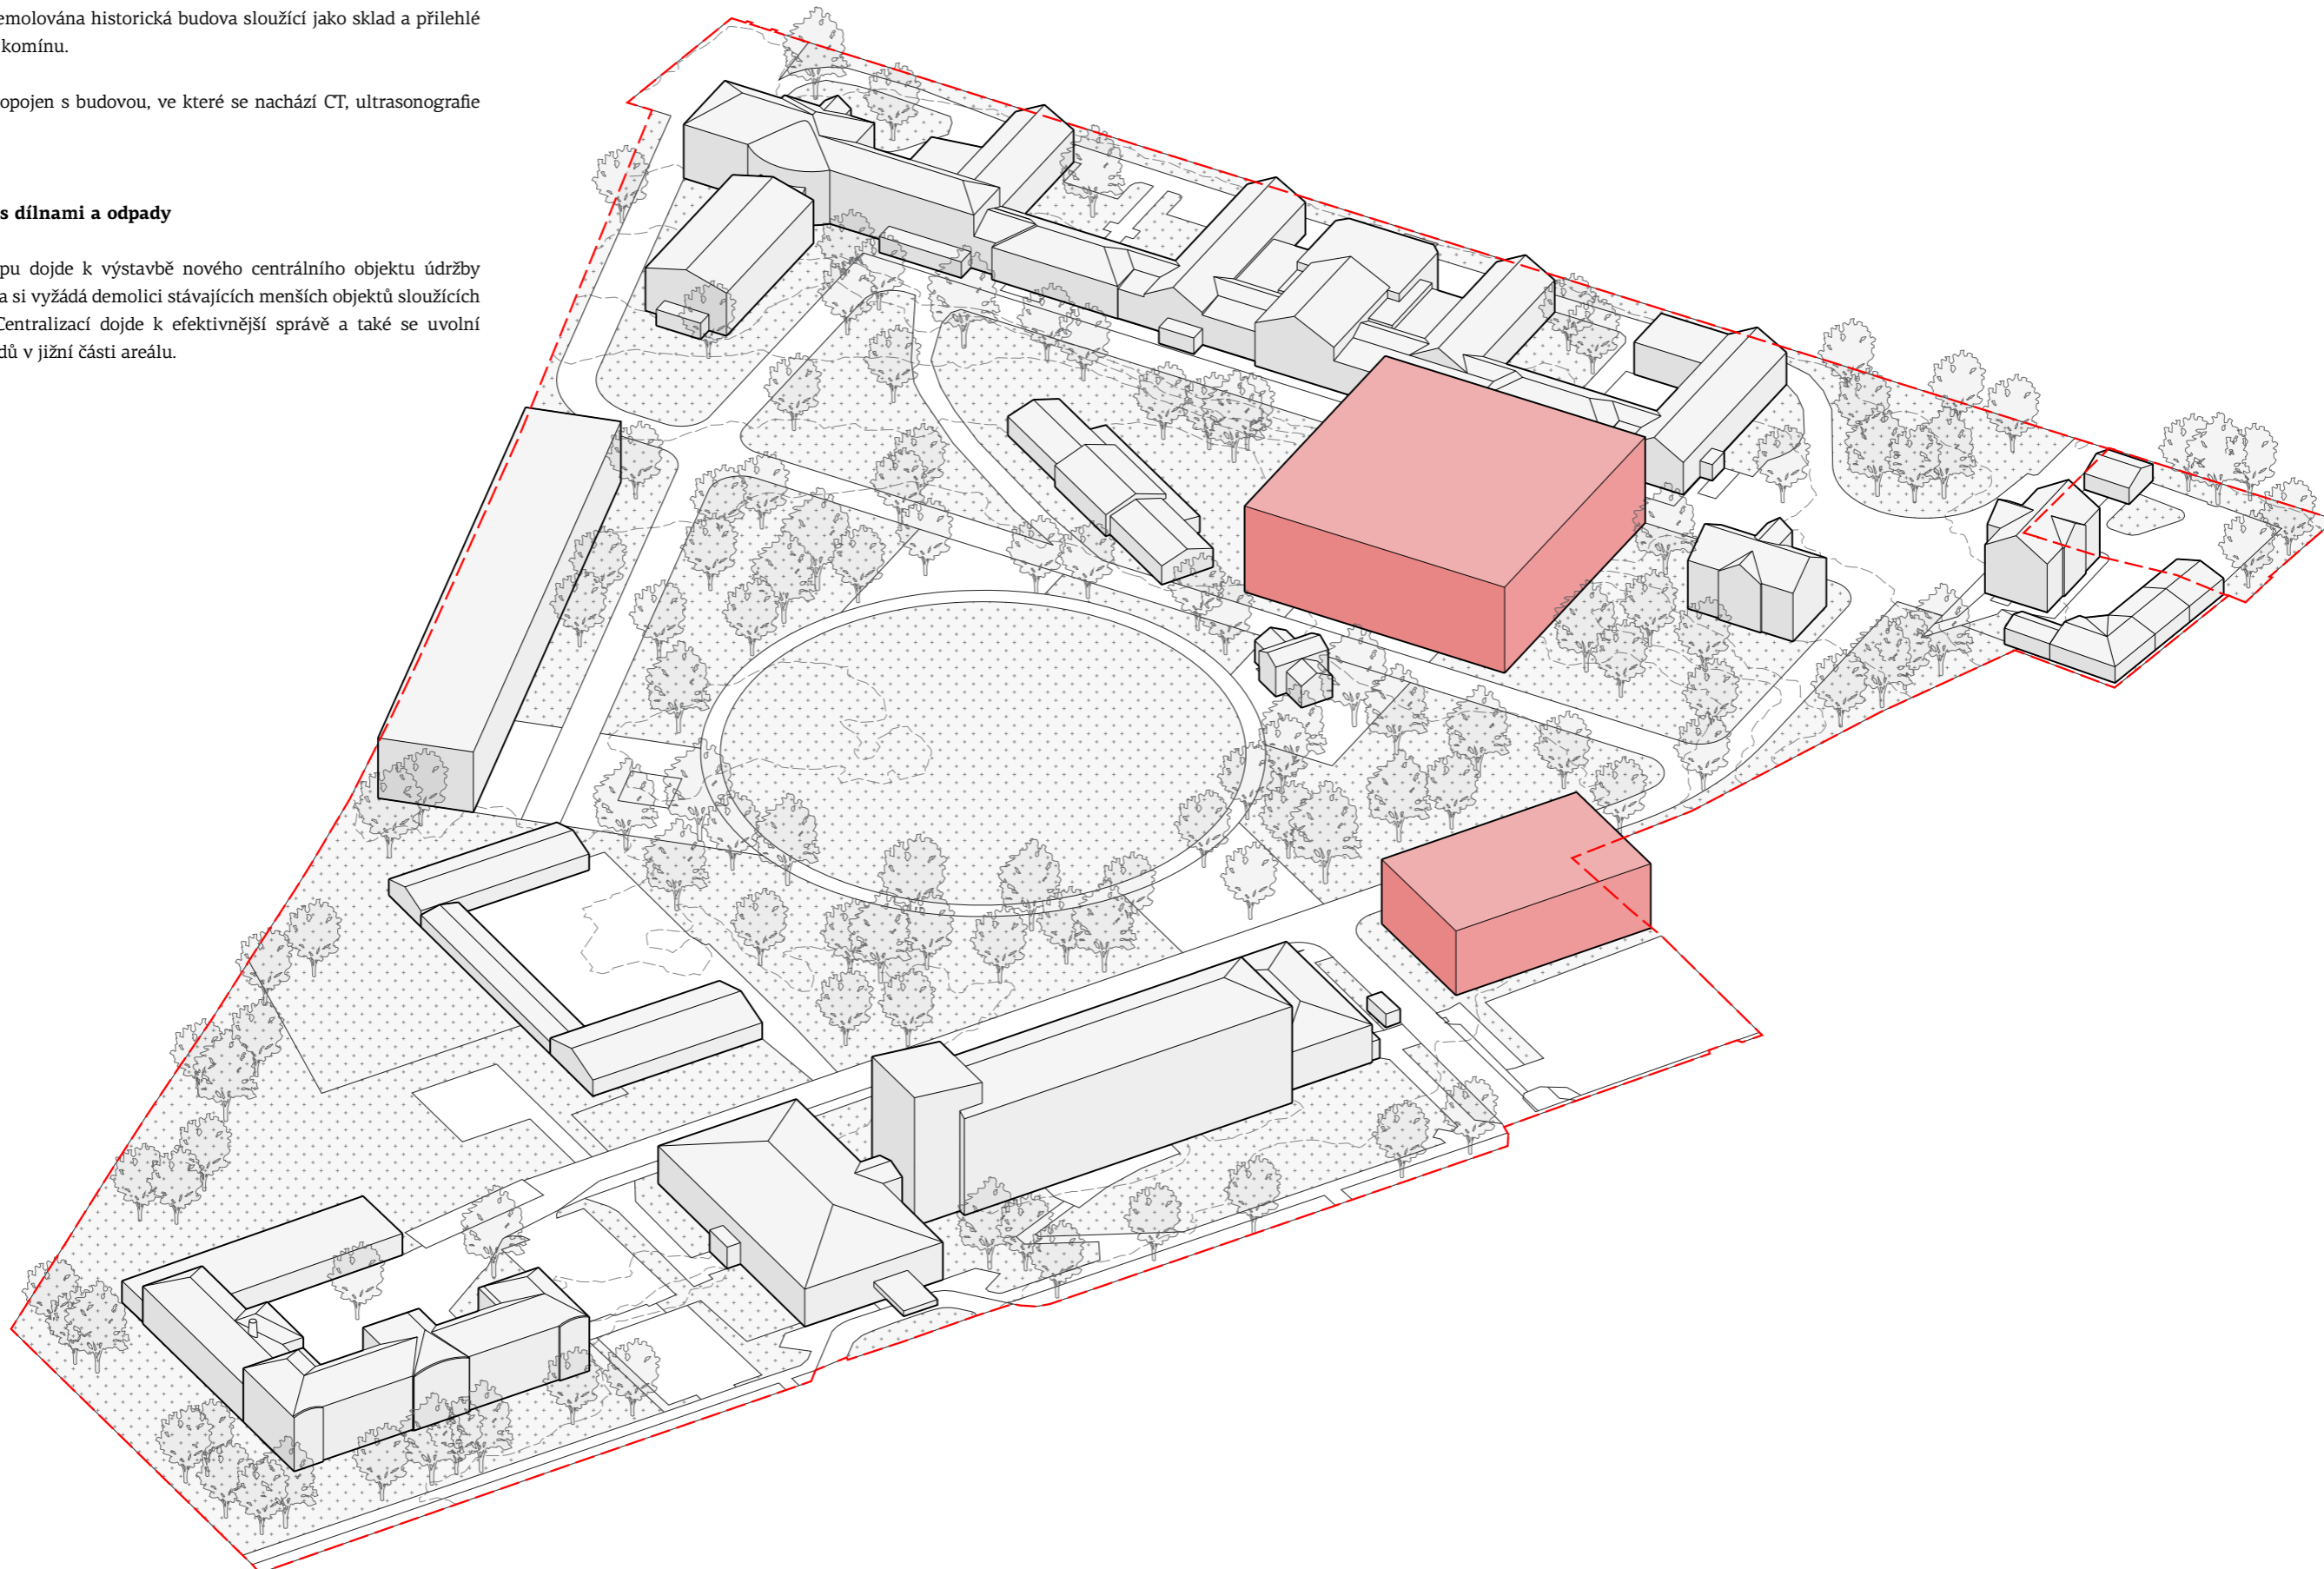 emolována historická budova sloužící jako sklad a přilehlé
komínu.
opojen s budovou, ve které se nachází CT, ultrasonografie
s dílnami a odpady
pu dojde k výstavbě nového centrálního objektu údržby
a si vyžádá demolici stávajících menších objektů sloužících
Centralizací dojde k efektivnější správě a také se uvolní
dů v jižní části areálu.